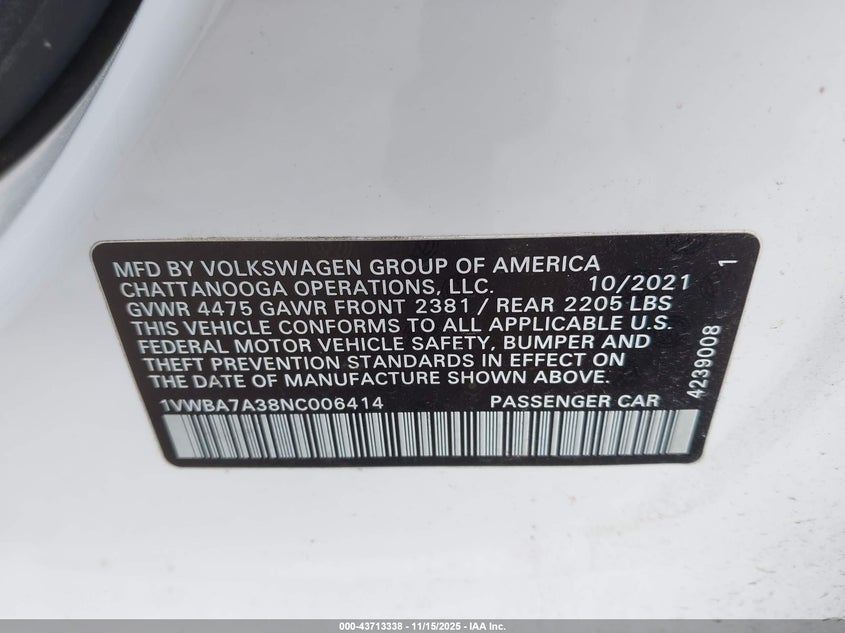 MFD BY VOLKSWAGEN GROUP OF AMERICA
CHATTANOOGA OPERATIONS, LLC. 10/2021
GVWR 4475 GAWR FRONT 2381 / REAR 2205 LBS
THIS VEHICLE CONFORMS TO ALL APPLICABLE U.S.
FEDERAL MOTOR VEHICLE SAFETY, BUMPER AND
THEFT PREVENTION STANDARDS IN EFFECT ON
THE DATE OF MANUFACTURE SHOWN ABOVE.
1VWBA7A38NC006414 PASSENGER CAR
4239008 1
000-43713338 - 11/15/2025 - IAA Inc.